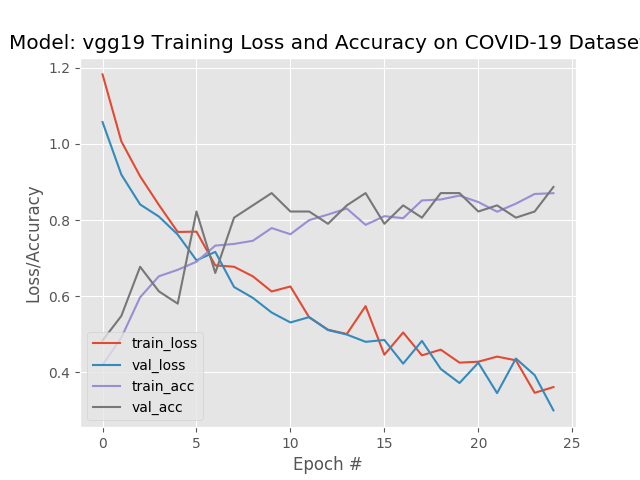 Model: vgg19 Training Loss and Accuracy on COVID-19 Datase
1.2
1.0
0.8
0.6
0.4
Loss/Accuracy
train_loss
val_loss
train_acc
val_acc
0 5 10 15 20 25
Epoch #